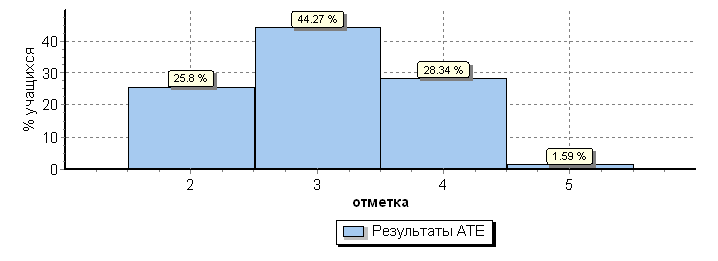 % учащихся
40
30
20
10
0
25.8 %
44.27 %
28.34 %
1.59 %
2 3 4 5
отметка
Результаты АТЕ